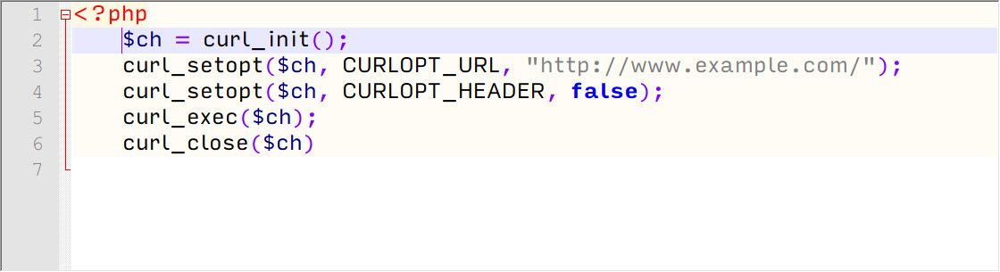 1 <?php
2     $ch = curl_init();
3     curl_setopt($ch, CURLOPT_URL, "http://www.example.com/");
4     curl_setopt($ch, CURLOPT_HEADER, false);
5     curl_exec($ch);
6     curl_close($ch)
7